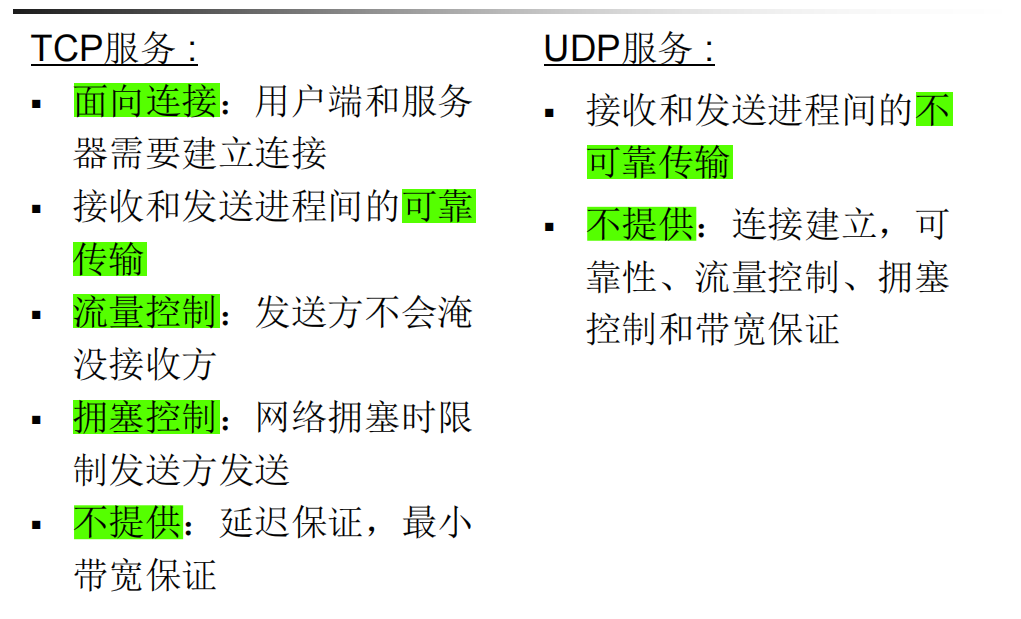 TCP服务：
▪ 面向连接：用户端和服务
器需要建立连接
▪ 接收和发送进程间的可靠
传输
▪ 流量控制：发送方不会淹
没接收方
▪ 拥塞控制：网络拥塞时限
制发送方发送
▪ 不提供：延迟保证，最小
带宽保证
UDP服务：
▪ 接收和发送进程间的不
可靠传输
▪ 不提供：连接建立，可
靠性、流量控制、拥塞
控制和带宽保证